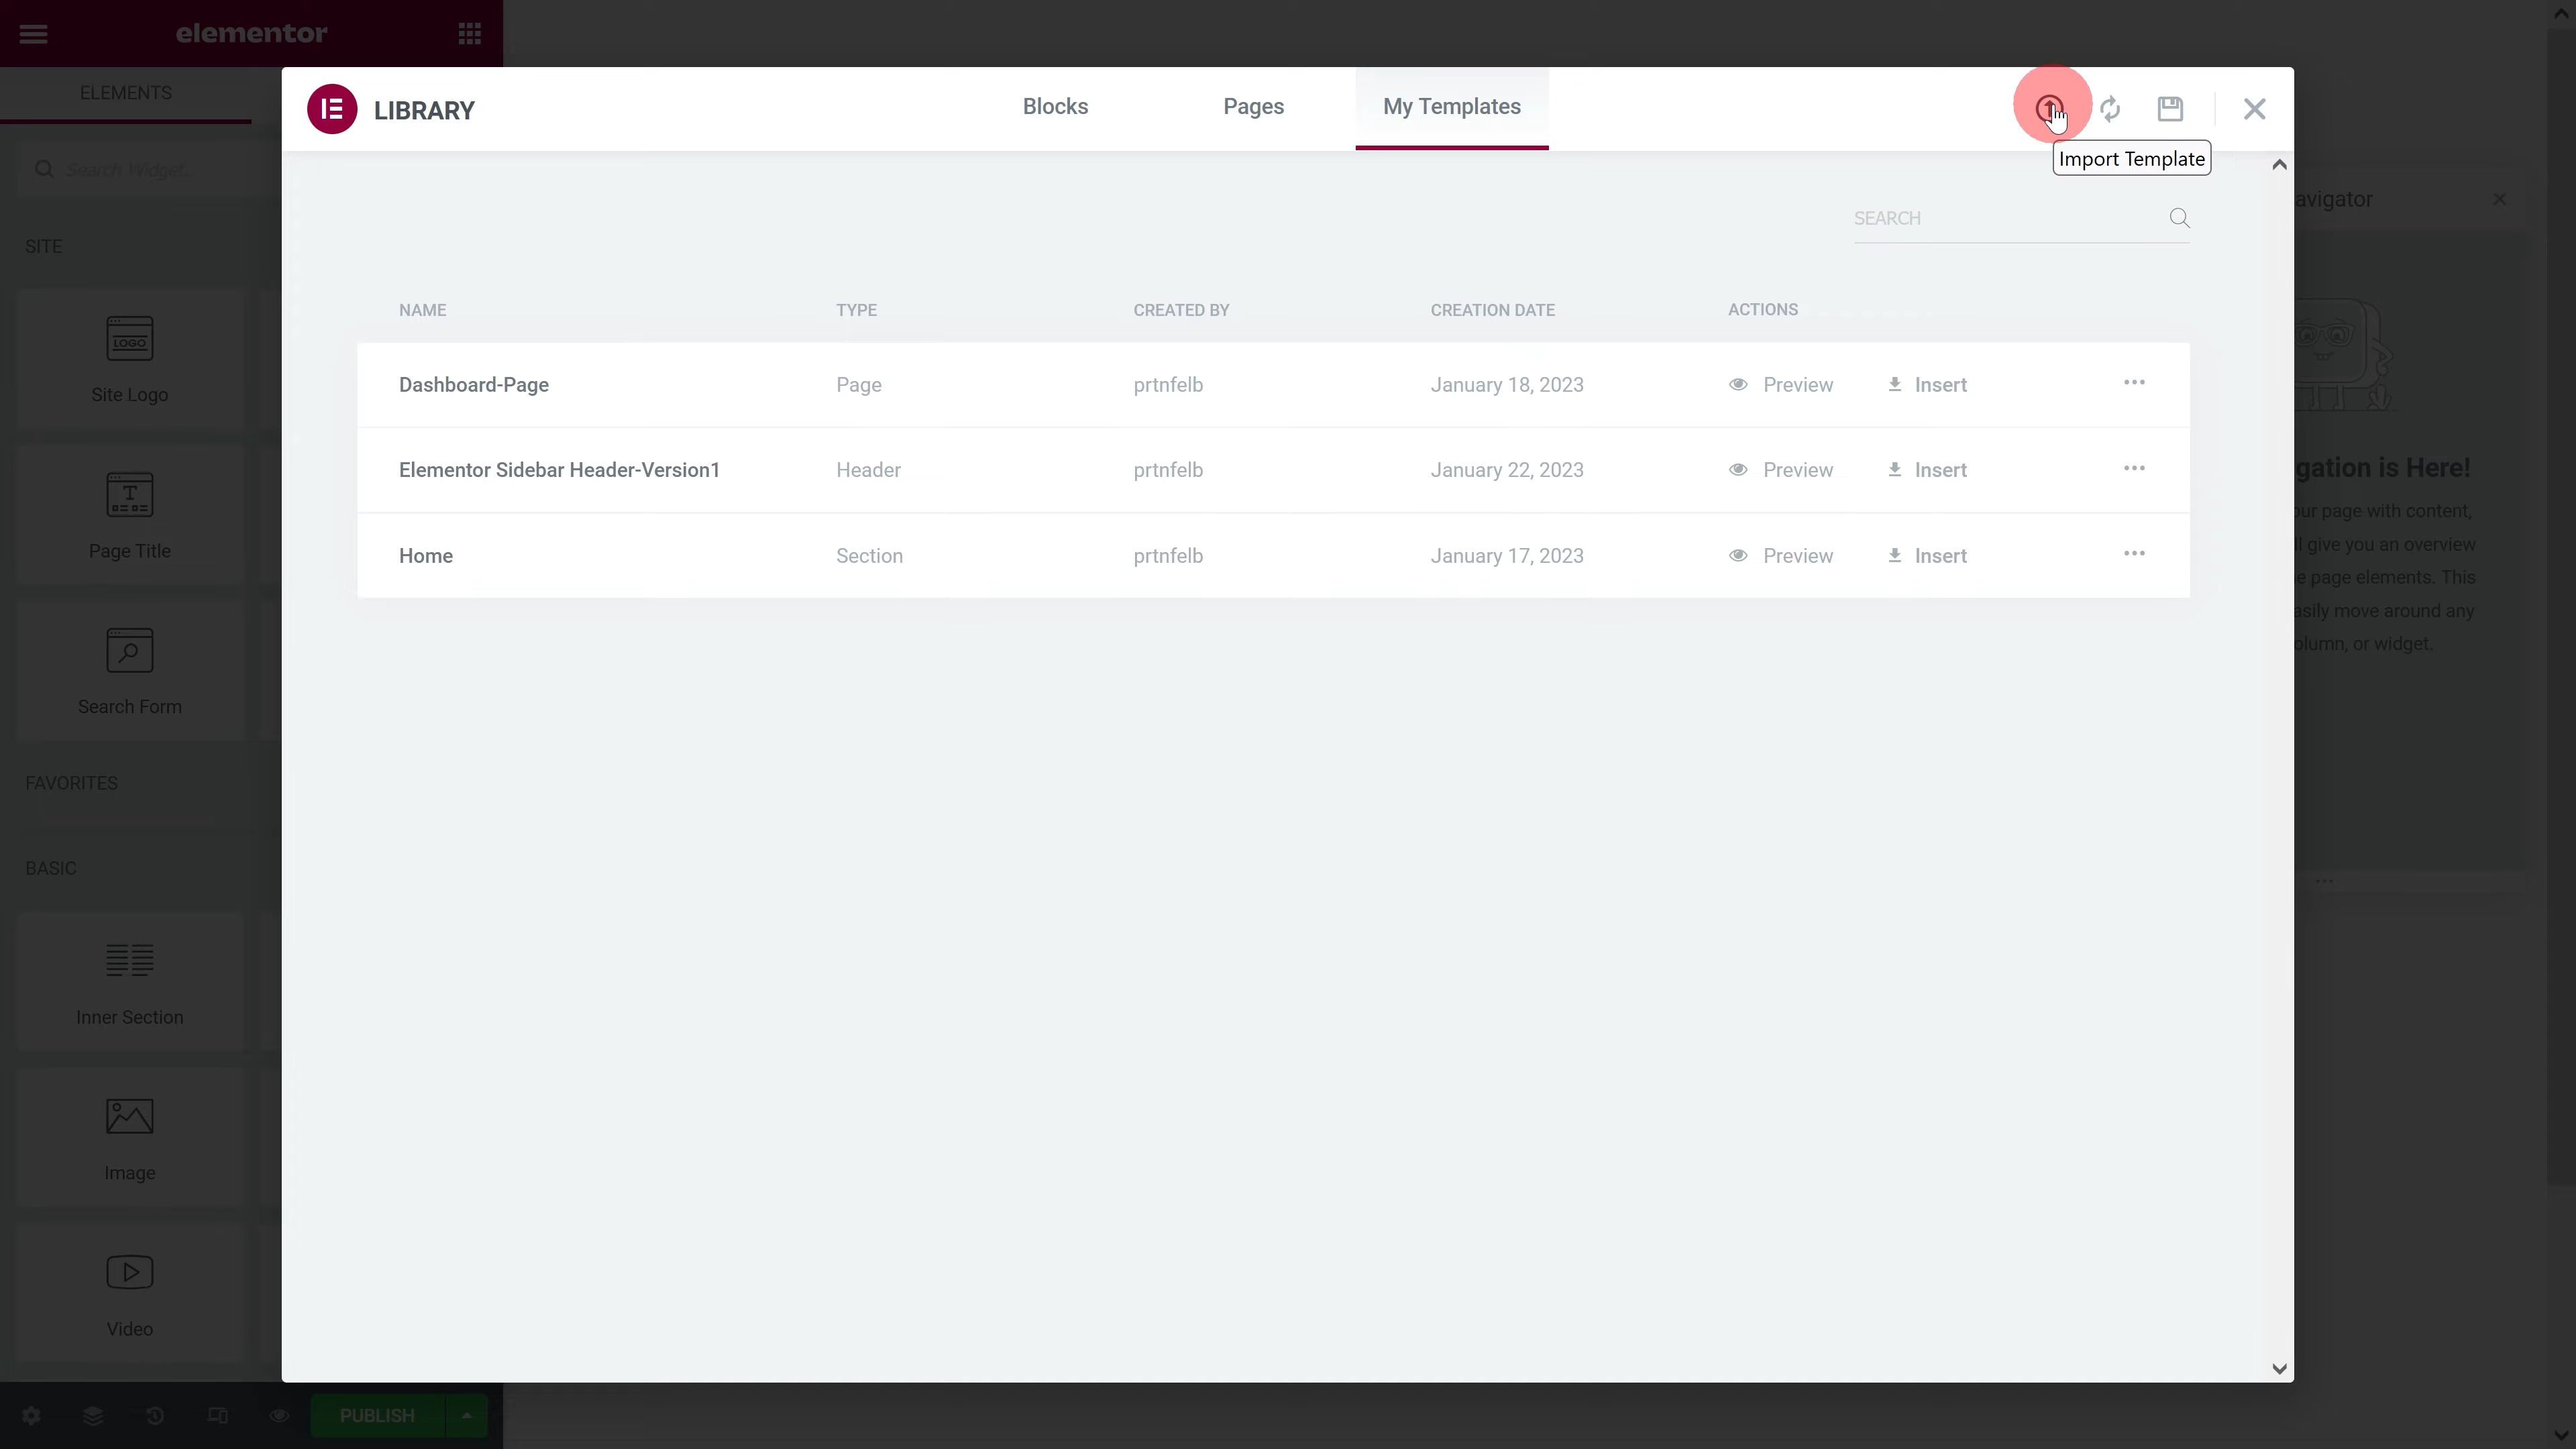 elementor
ELEMENTS
Search Widget...
SITE
Site Logo
LOGO
Page Title
Search Form
FAVORITES
BASIC
Inner Section
Image
Video
PUBLISH
LIBRARY
Blocks
Pages
My Templates
Import Template
SEARCH
NAME TYPE CREATED BY CREATION DATE ACTIONS
Dashboard-Page Page prtnfelb January 18, 2023 Preview Insert
Elementor Sidebar Header-Version1 Header prtnfelb January 22, 2023 Preview Insert
Home Section prtnfelb January 17, 2023 Preview Insert
avigator
gation is Here!
our page with content,
ll give you an overview
e page elements. This
asily move around any
olumn, or widget.